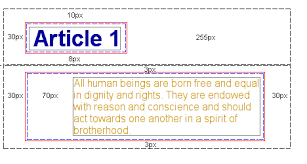 10px
30px
Article 1
255px
8px
3px
30px
70px
All human beings are born free and equal
in dignity and rights. They are endowed
with reason and conscience and should
act towards one another in a spirit of
brotherhood.
30px
3px